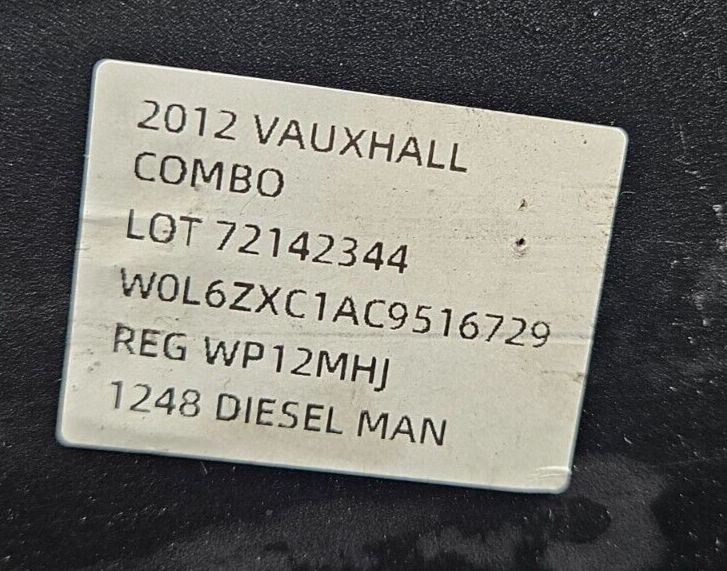 2012 VAUXHALL
COMBO
LOT 72142344
W0L6ZXC1AC9516729
REG WP12MHJ
1248 DIESEL MAN